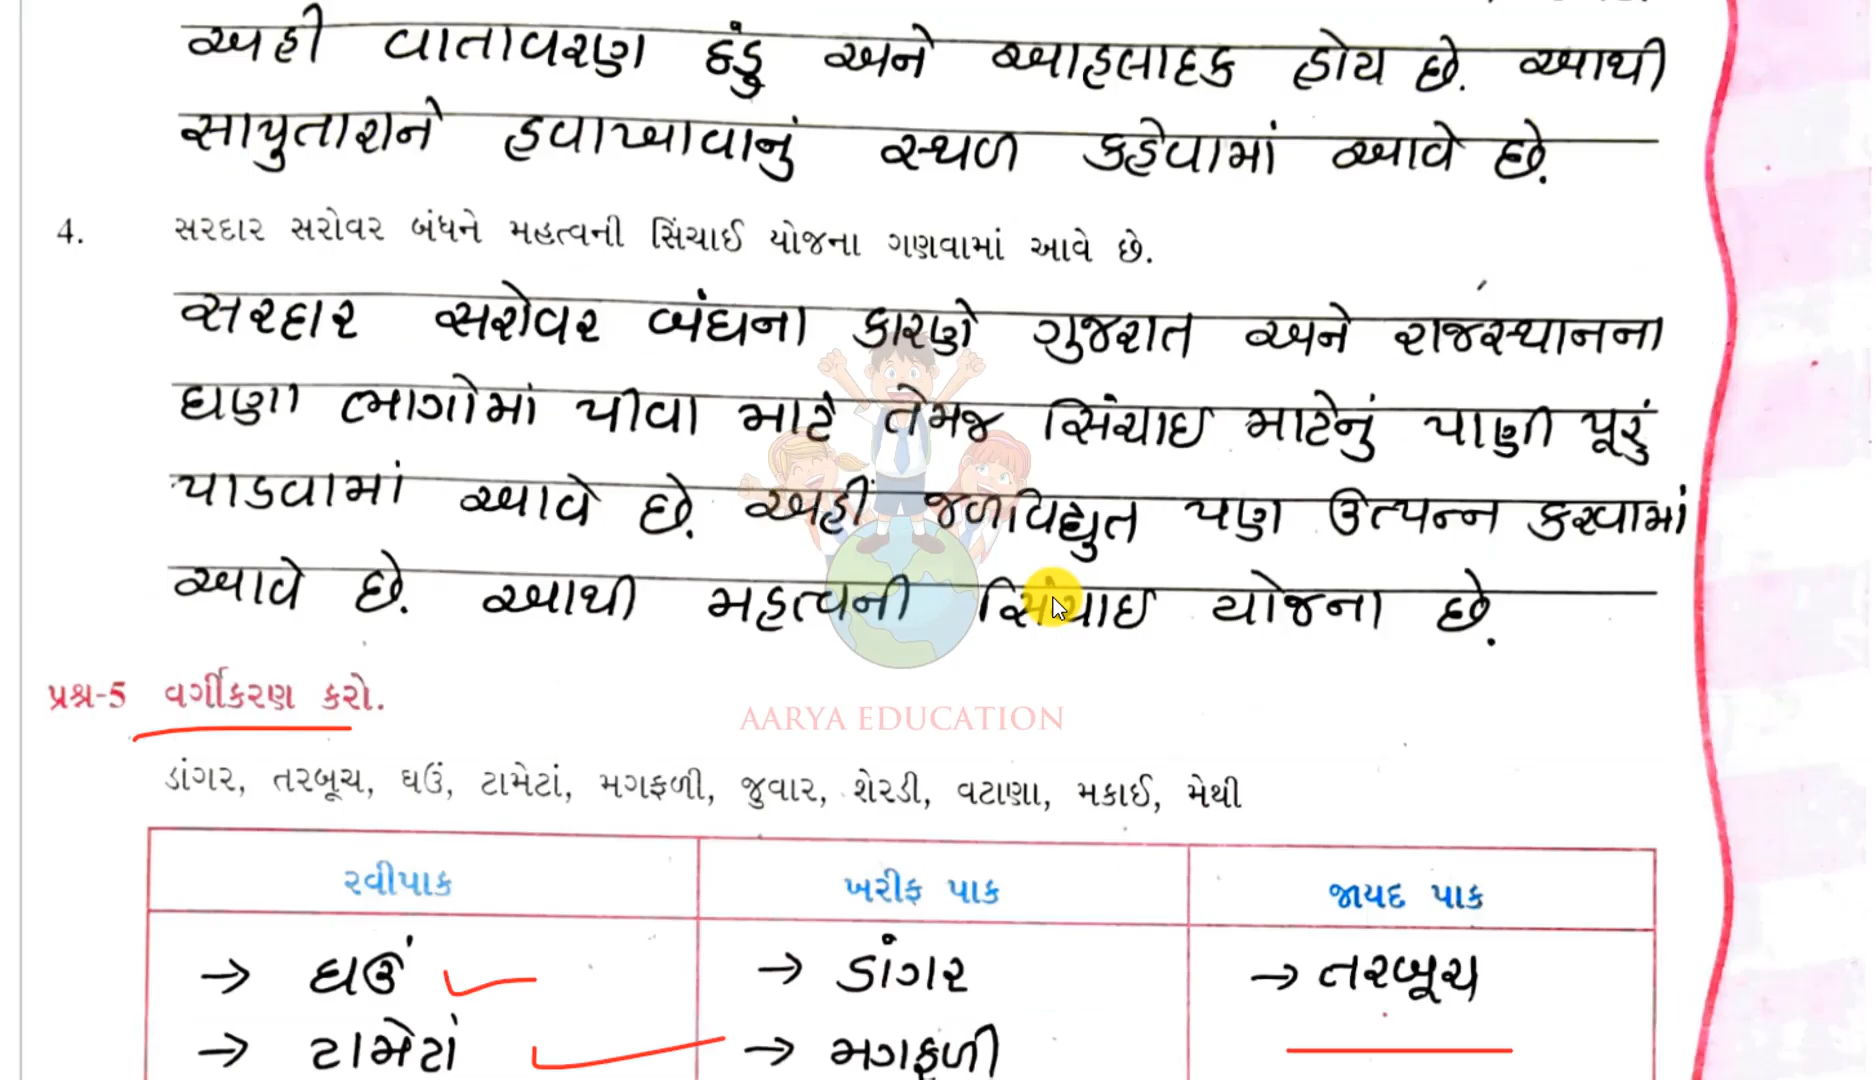 અહી વાતાવરણ ઠંડુ અને આહલાદક હોય છે. આથી
સાપુતારાને હવાખાવાનું સ્થળ કહેવામાં આવે છે.
4. સરદાર સરોવર બંધને મહત્વની સિંચાઈ યોજના ગણવામાં આવે છે.
સરદાર સરોવર બંધના કારણે ગુજરાત અને રાજસ્થાનના
ઘણા ભાગોમાં પીવા માટે તેમજ સિંચાઇ માટેનું પાણી પૂરું
પાડવામાં આવે છે. અહીં જળવિદ્યુત પણ ઉત્પન્ન કરવામાં
આવે છે. આથી મહત્વની સિંચાઇ યોજના છે.
પ્રશ્ન-5 વર્ગીકરણ કરો.
AARYA EDUCATION
ડાંગર, તરબૂચ, ઘઉં, ટામેટાં, મગફળી, જુવાર, શેરડી, વટાણા, મકાઈ, મેથી
રવીપાક ખરીફ પાક જાયદ પાક
→ ઘઉં → ડાંગર → તરબૂચ
→ ટામેટાં → મગફળી